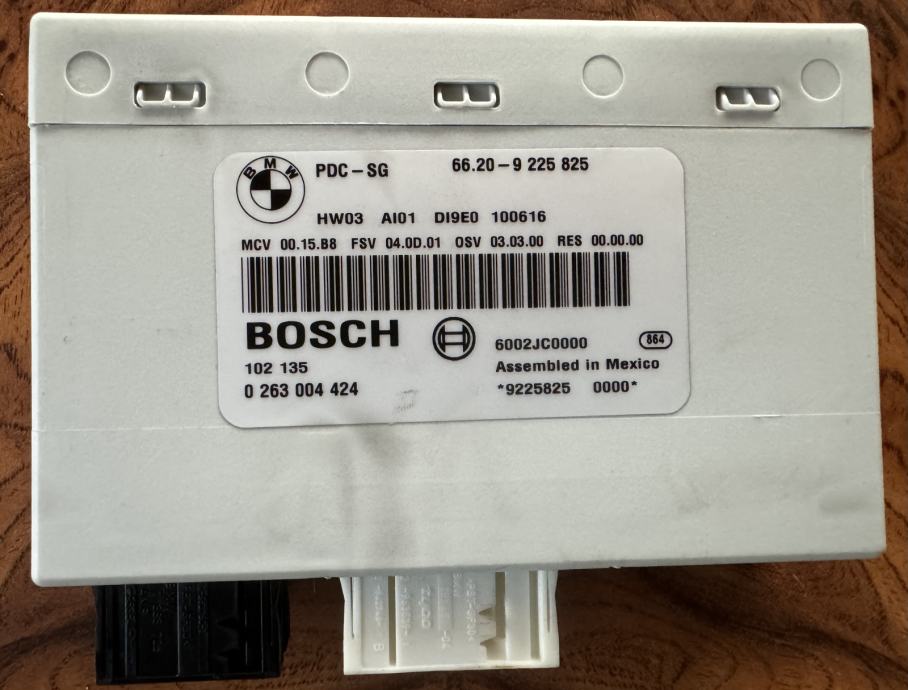 BMW PDC-SG 66.20-9 225 825
HW03 AI01 DI9E0 100616
MCV 00.15.B8 FSV 04.0D.01 OSV 03.03.00 RES 00.00.00
BOSCH
6002JC0000 864
102 135 Assembled in Mexico
0 263 004 424 *9225825 0000*